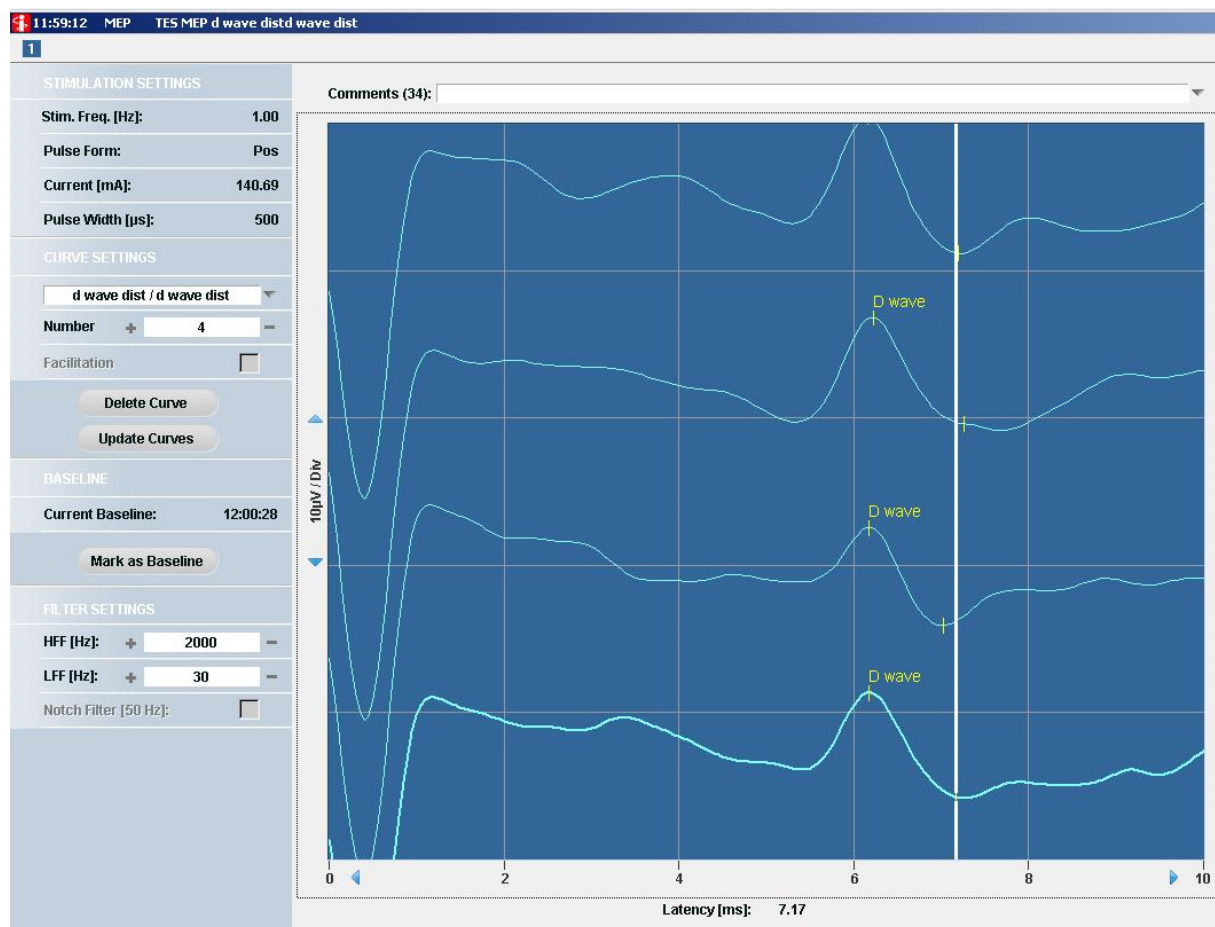 11:59:12 MEP TES MEP d wave distd wave dist
1
STIMULATION SETTINGS
Stim. Freq. [Hz]: 1.00
Pulse Form: Pos
Current [mA]: 140.69
Pulse Width [µs]: 500
CURVE SETTINGS
d wave dist / d wave dist
Number + 4 -
Facilitation
Delete Curve
Update Curves
BASELINE
Current Baseline: 12:00:28
Mark as Baseline
FILTER SETTINGS
HFF [Hz]: + 2000 -
LFF [Hz]: + 30 -
Notch Filter [50 Hz]:
Comments (34):
10µV / Div
D wave
D wave
D wave
0 2 4 6 8 10
Latency [ms]: 7.17